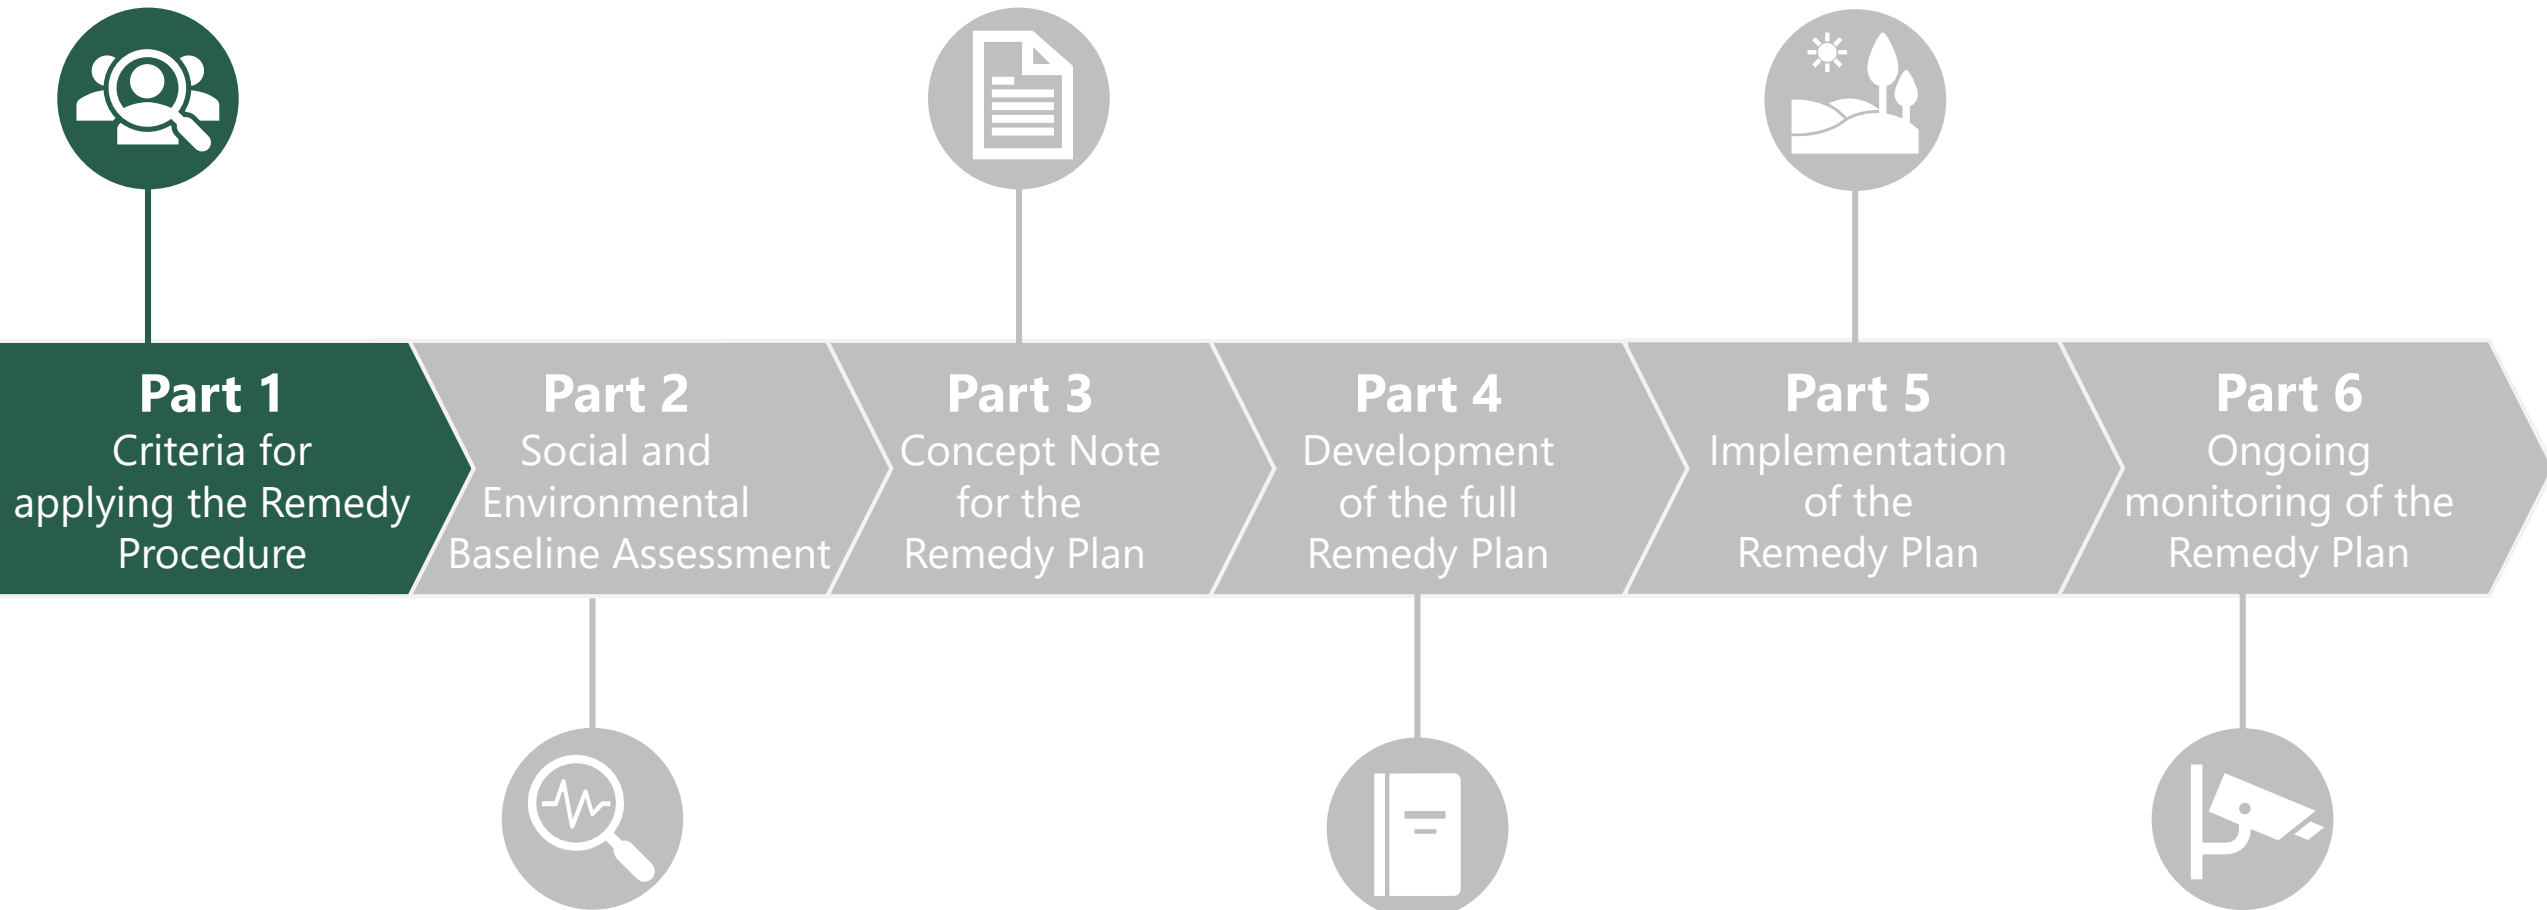 Part 1
Criteria for
applying the Remedy
Procedure
Part 2
Social and
Environmental
Baseline Assessment
Part 3
Concept Note
for the
Remedy Plan
Part 4
Development
of the full
Remedy Plan
Part 5
Implementation
of the
Remedy Plan
Part 6
Ongoing
monitoring of the
Remedy Plan